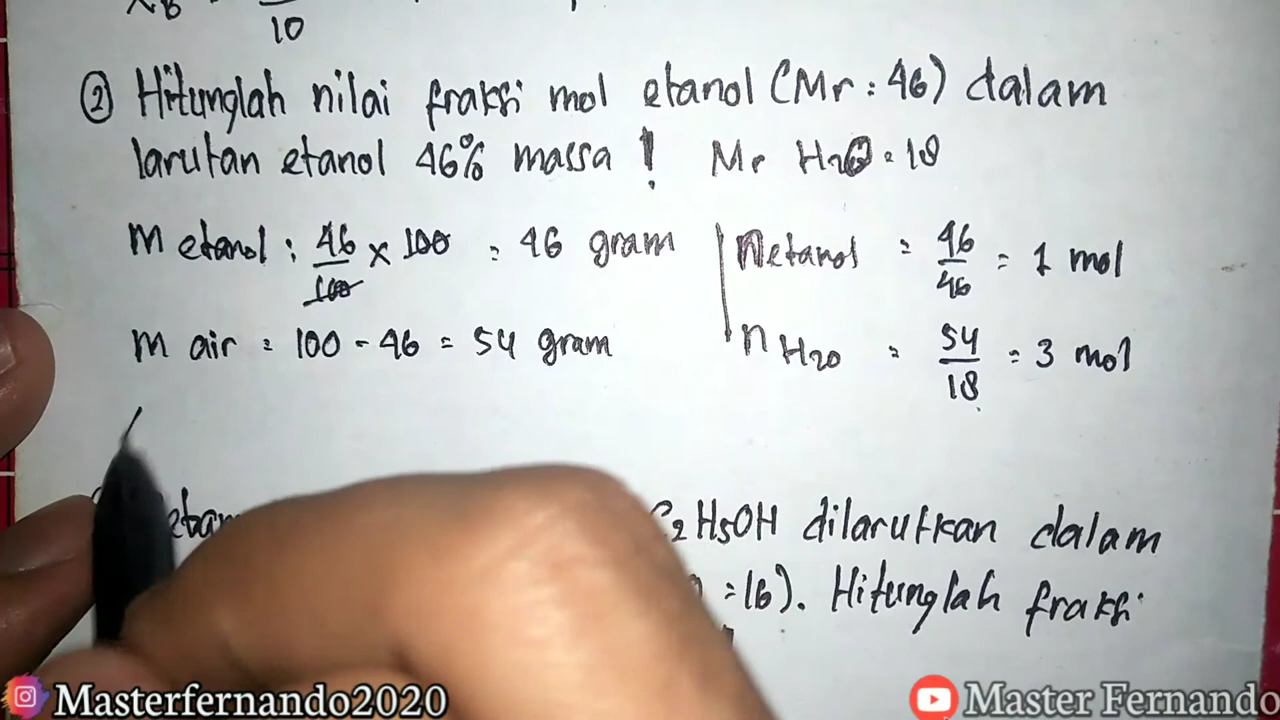 10
② Hitunglah nilai fraksi mol etanol (Mr : 46) dalam
larutan etanol 46% massa ! Mr H2O = 18
m etanol : 46/100 x 100 = 46 gram
m air = 100 - 46 = 54 gram
n etanol = 46/46 = 1 mol
n H2O = 54/18 = 3 mol
C2H5OH dilarutkan dalam
=16). Hitunglah fraksi
Masterfernando2020
Master Fernando